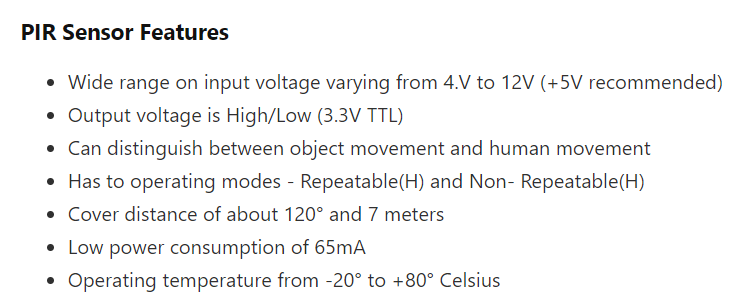 PIR Sensor Features
• Wide range on input voltage varying from 4.V to 12V (+5V recommended)
• Output voltage is High/Low (3.3V TTL)
• Can distinguish between object movement and human movement
• Has to operating modes - Repeatable(H) and Non- Repeatable(H)
• Cover distance of about 120° and 7 meters
• Low power consumption of 65mA
• Operating temperature from -20° to +80° Celsius